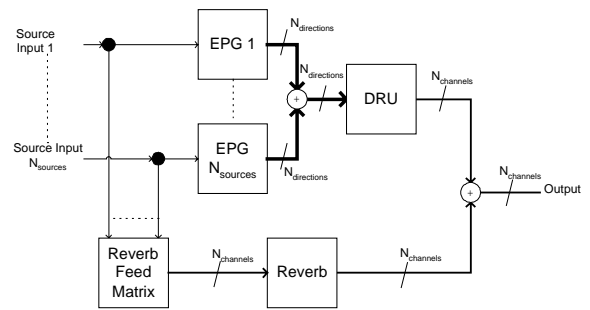 Source
Input 1
EPG 1
Ndirections
Ndirections
DRU
Nchannels
Source Input
Nsources
EPG
Nsources
Ndirections
Nchannels
Output
Reverb
Feed
Matrix
Nchannels
Reverb
Nchannels
+
+